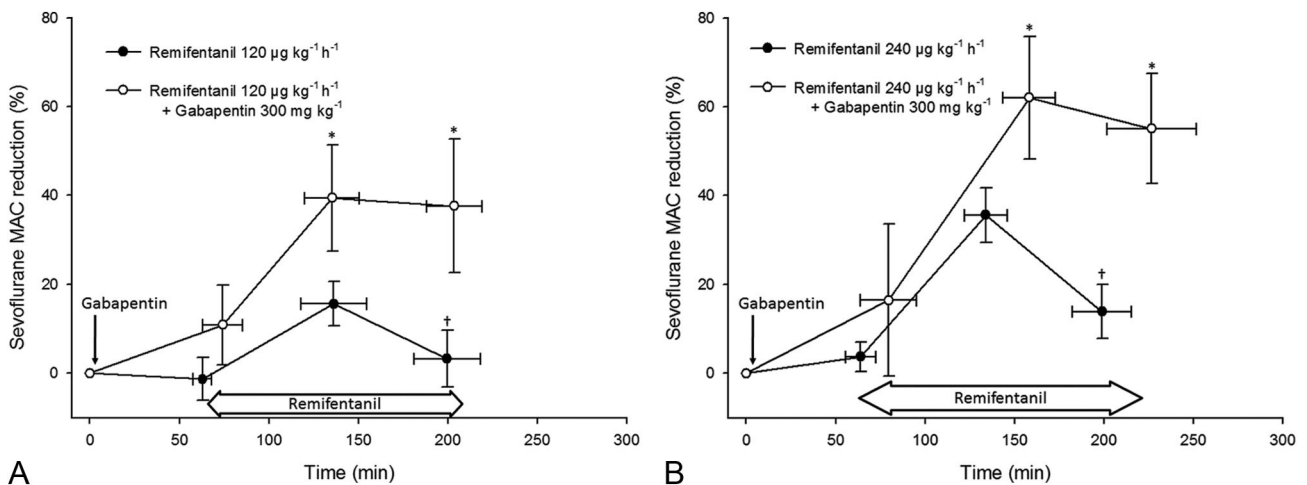 80
60
40
20
0
Sevoflurane MAC reduction (%)
Remifentanil 120 µg kg⁻¹ h⁻¹
Remifentanil 120 µg kg⁻¹ h⁻¹
+ Gabapentin 300 mg kg⁻¹
*
*
†
Gabapentin
Remifentanil
0 50 100 150 200 250 300
Time (min)
A
80
60
40
20
0
Sevoflurane MAC reduction (%)
Remifentanil 240 µg kg⁻¹ h⁻¹
Remifentanil 240 µg kg⁻¹ h⁻¹
+ Gabapentin 300 mg kg⁻¹
*
*
†
Gabapentin
Remifentanil
0 50 100 150 200 250 300
Time (min)
B